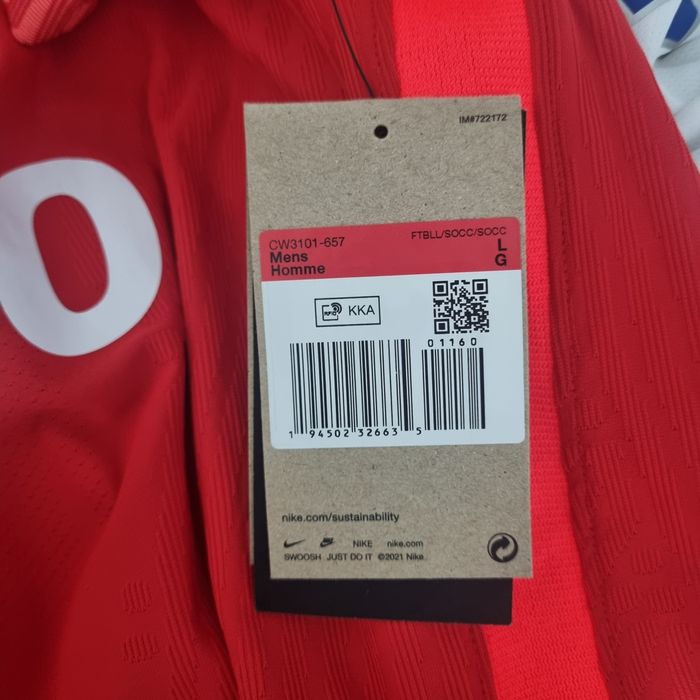 O
IM#722172
CW3101-657
FTBLL/SOCC/SOCC
Mens
L
Homme
G
RFID
KKA
01160
1 94502 32663 5
nike.com/sustainability
NIKE nike.com
SWOOSH JUST DO IT ©2021 Nike.